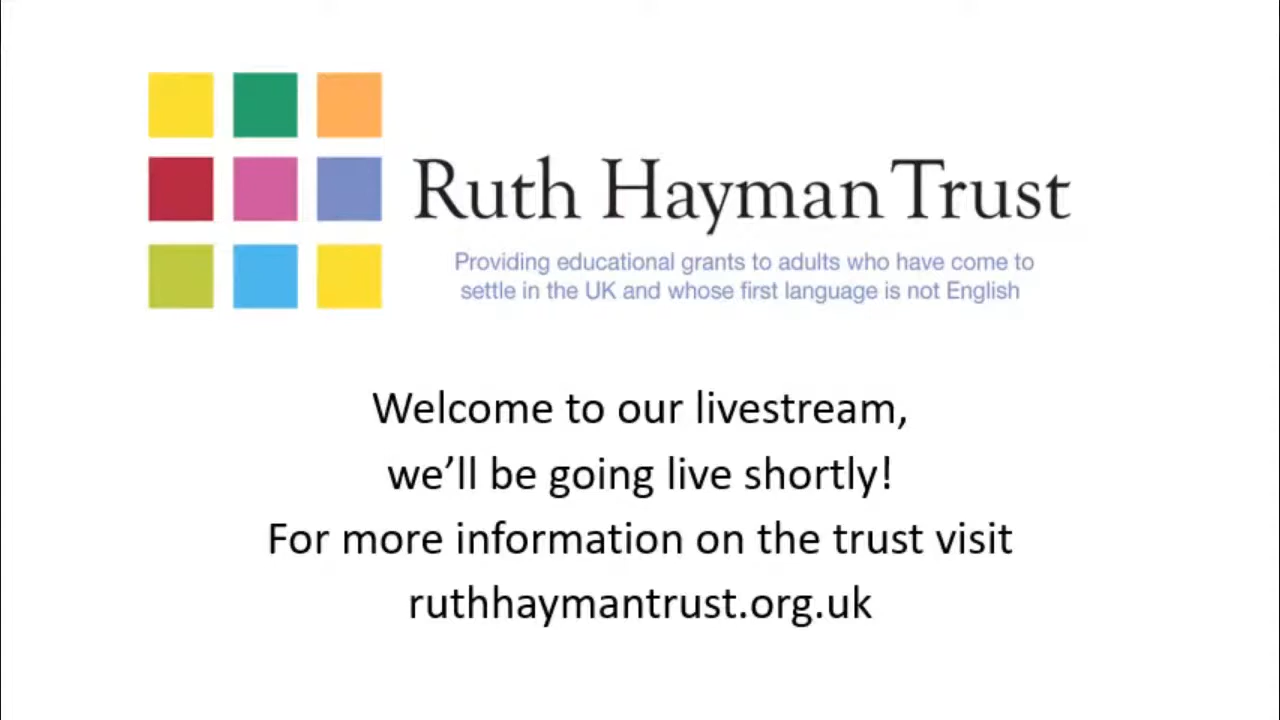 Ruth Hayman Trust
Providing educational grants to adults who have come to
settle in the UK and whose first language is not English
Welcome to our livestream,
we’ll be going live shortly!
For more information on the trust visit
ruthhaymantrust.org.uk